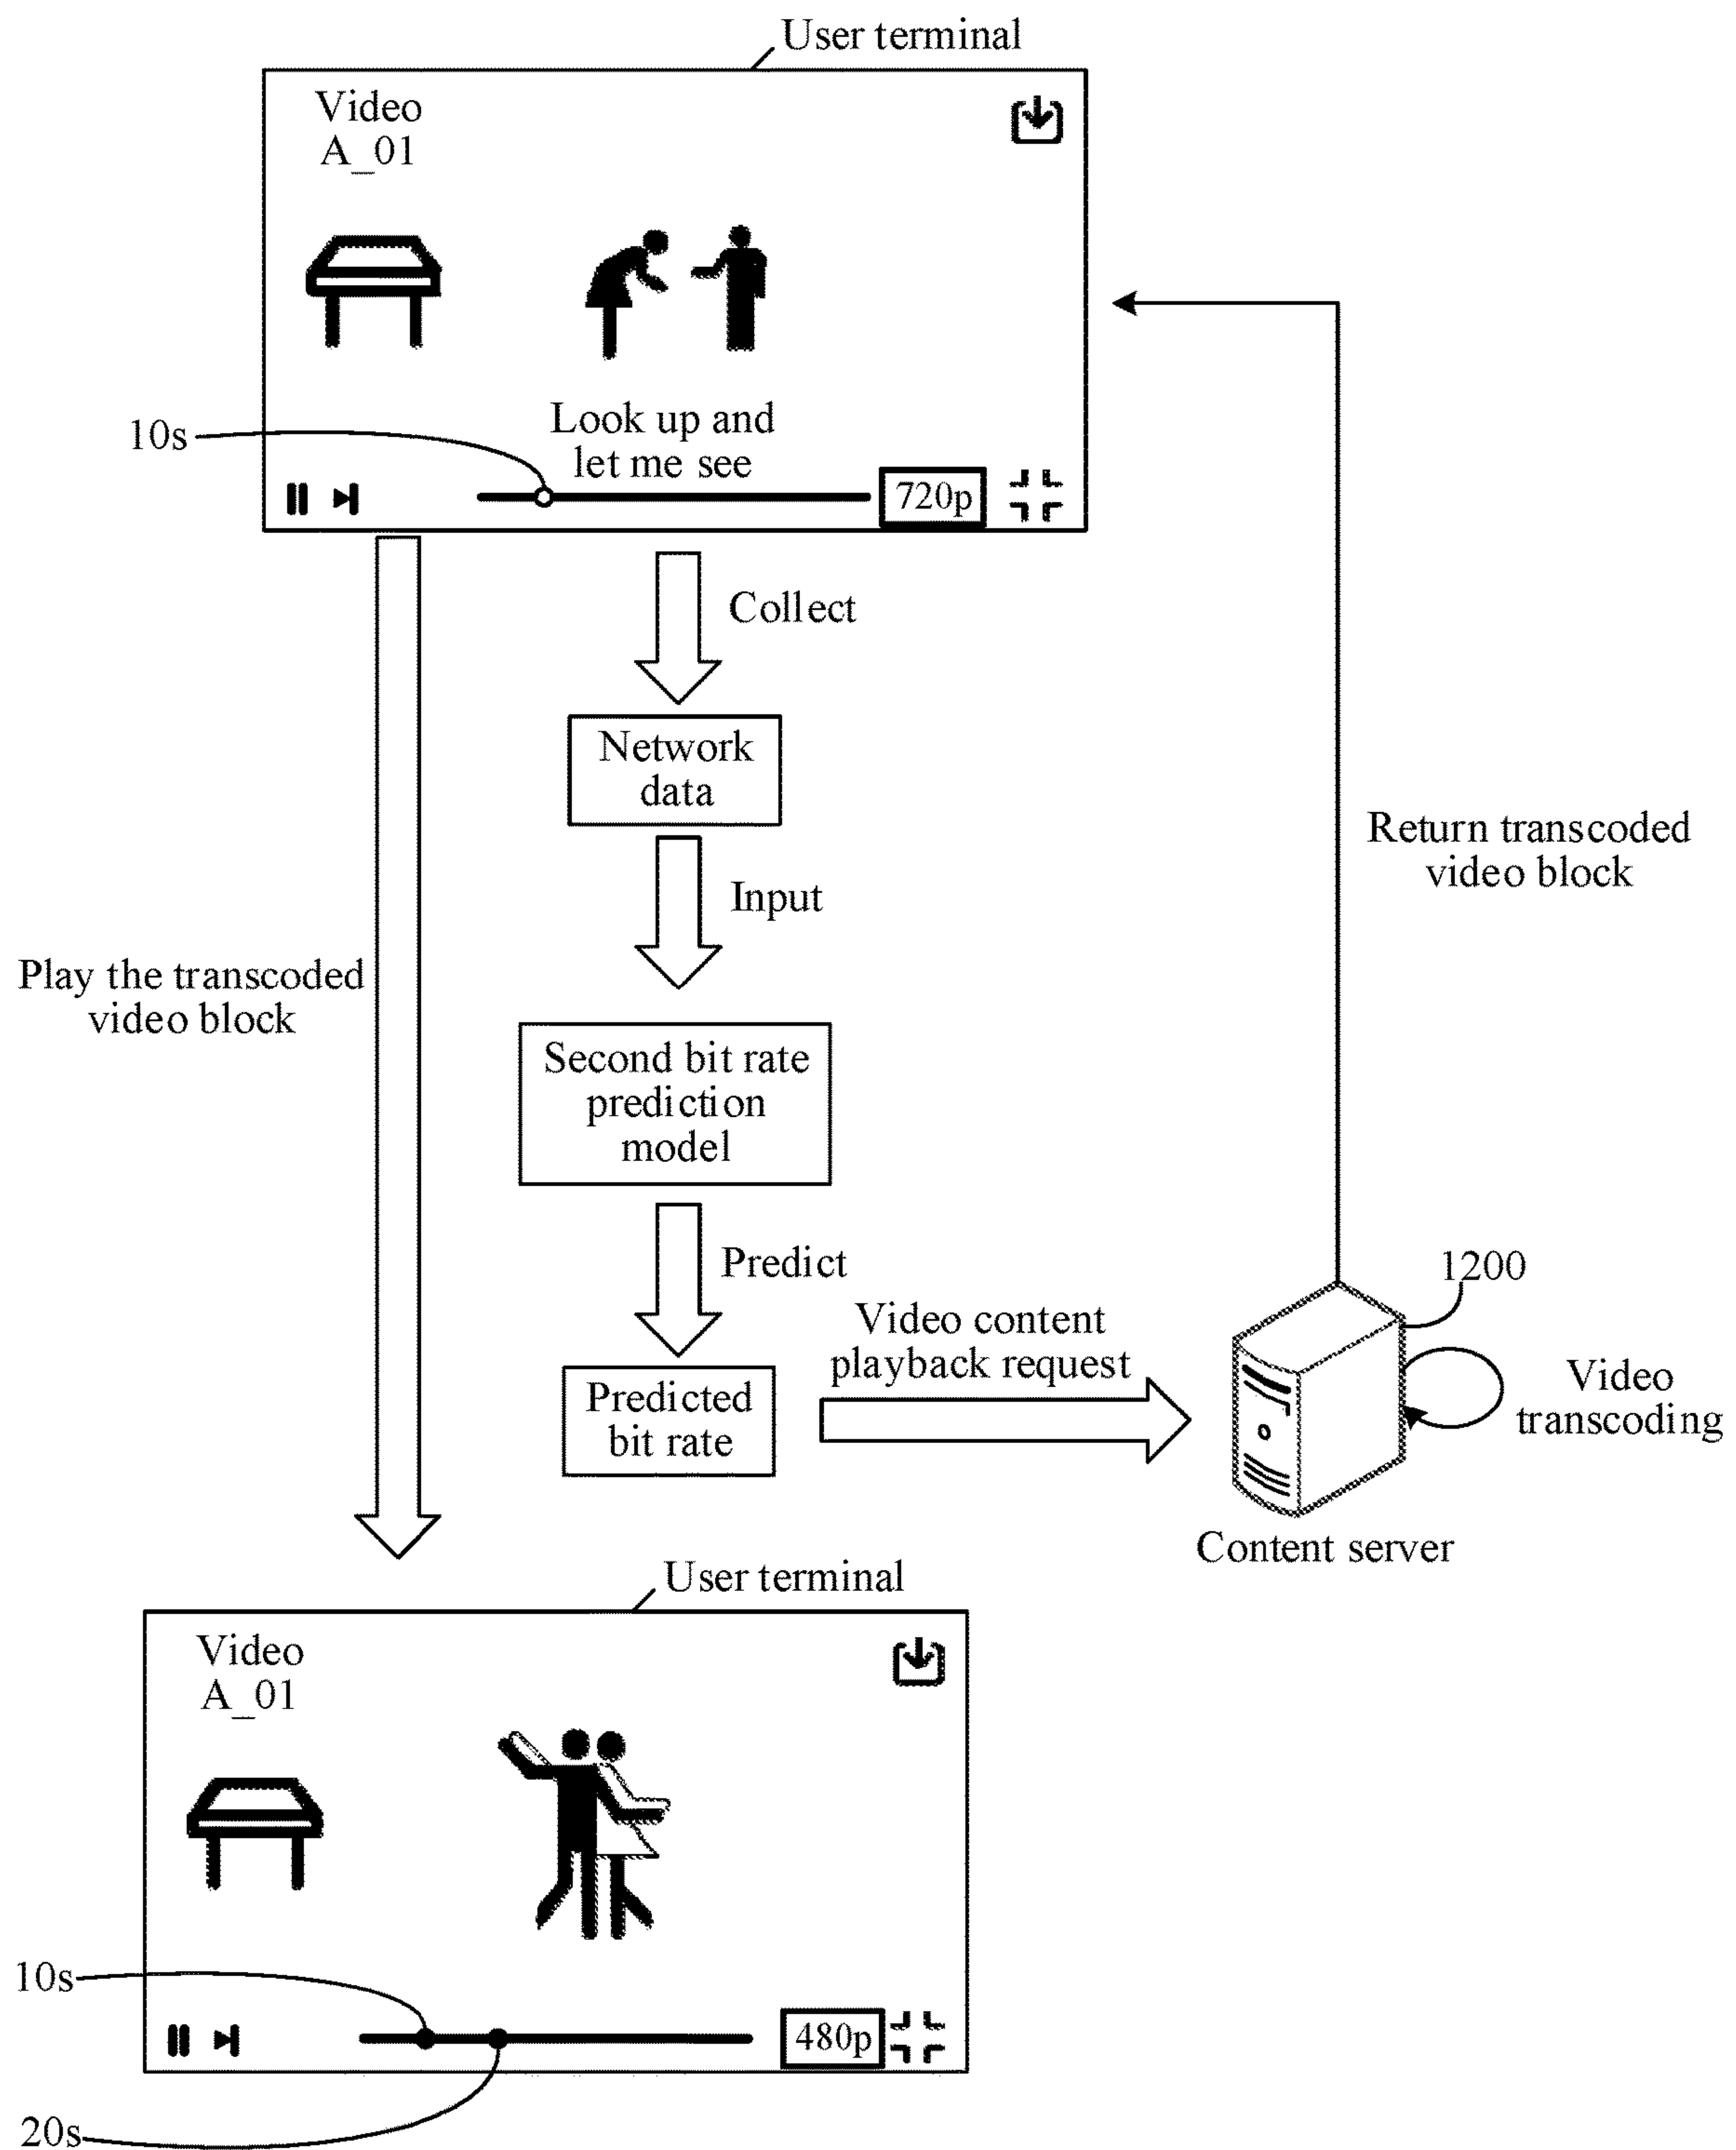 User terminal
Video
A_01
10s
Look up and
let me see
720p
Collect
Network
data
Input
Return transcoded
video block
Play the transcoded
video block
Second bit rate
prediction
model
Predict
1200
Video content
playback request
Predicted
bit rate
Video
transcoding
Content server
User terminal
Video
A_01
10s
480p
20s